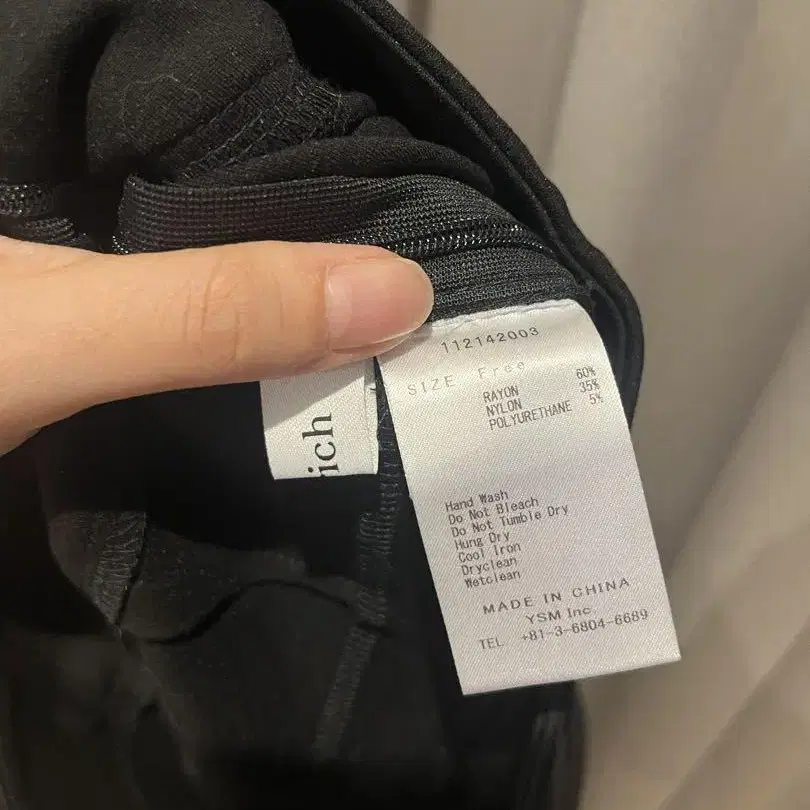 112142003
SIZE Free
RAYON 60%
NYLON 35%
POLYURETHANE 5%
Hand Wash
Do Not Bleach
Do Not Tumble Dry
Hung Dry
Cool Iron
Dryclean
Wetclean
MADE IN CHINA
YSM Inc.
TEL +81-3-6804-6689
ich